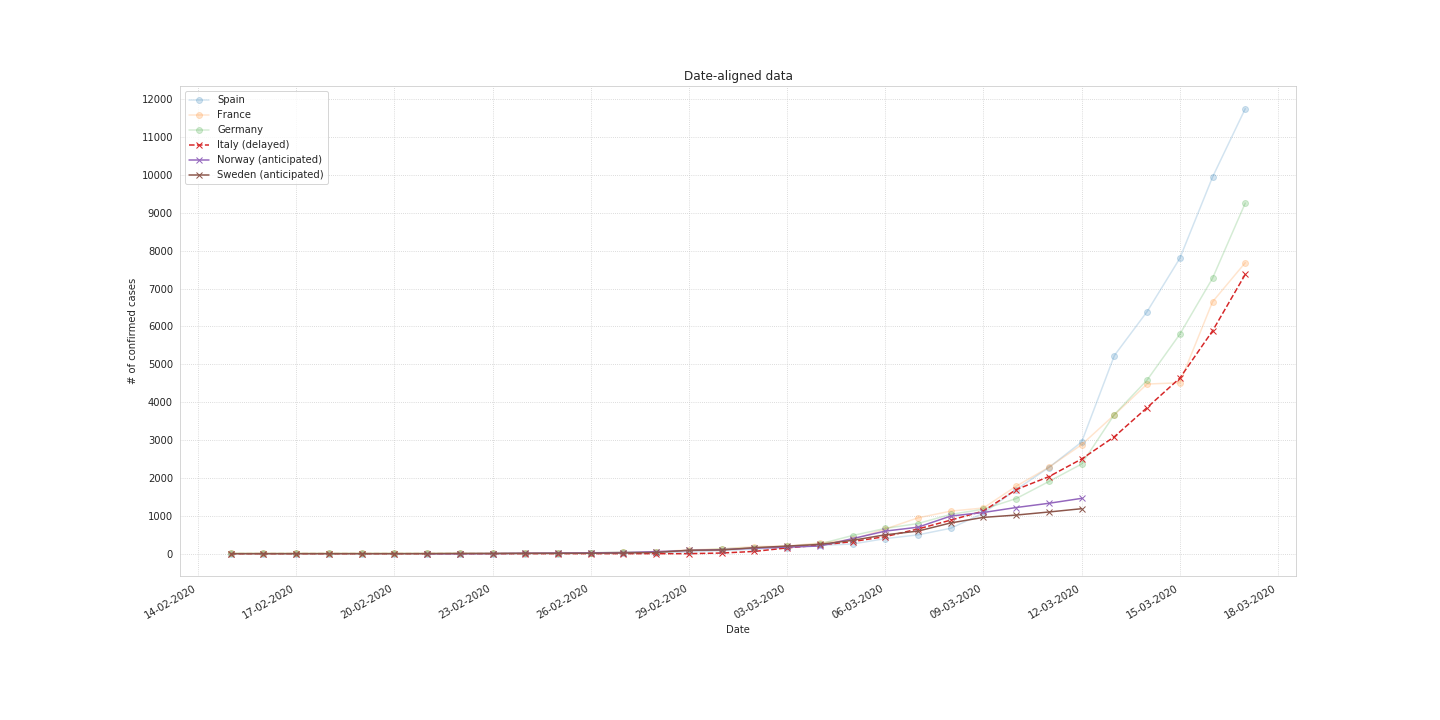 Date-aligned data
12000
11000
10000
9000
8000
7000
6000
5000
4000
3000
2000
1000
0
# of confirmed cases
Spain
France
Germany
Italy (delayed)
Norway (anticipated)
Sweden (anticipated)
14-02-2020
17-02-2020
20-02-2020
23-02-2020
26-02-2020
29-02-2020
03-03-2020
06-03-2020
09-03-2020
12-03-2020
15-03-2020
18-03-2020
Date